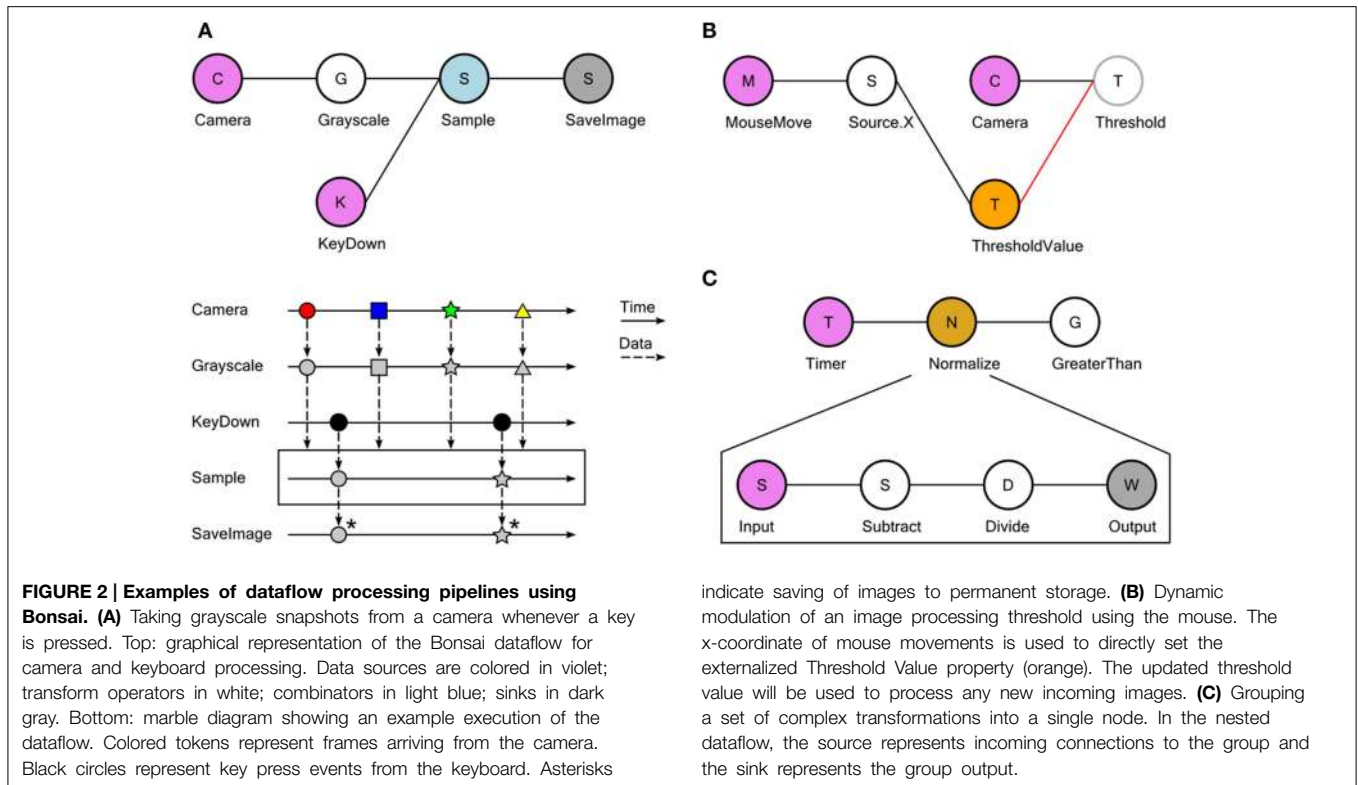 A
C
G
S
S
Camera
Grayscale
Sample
SaveImage
K
KeyDown
Camera
Grayscale
KeyDown
Sample
SaveImage
*
*
Time
Data
B
M
S
C
T
MouseMove
Source.X
Camera
Threshold
T
ThresholdValue
C
T
N
G
Timer
Normalize
GreaterThan
S
S
D
W
Input
Subtract
Divide
Output
FIGURE 2 | Examples of dataflow processing pipelines using
Bonsai. (A) Taking grayscale snapshots from a camera whenever a key
is pressed. Top: graphical representation of the Bonsai dataflow for
camera and keyboard processing. Data sources are colored in violet;
transform operators in white; combinators in light blue; sinks in dark
gray. Bottom: marble diagram showing an example execution of the
dataflow. Colored tokens represent frames arriving from the camera.
Black circles represent key press events from the keyboard. Asterisks
indicate saving of images to permanent storage. (B) Dynamic
modulation of an image processing threshold using the mouse. The
x-coordinate of mouse movements is used to directly set the
externalized Threshold Value property (orange). The updated threshold
value will be used to process any new incoming images. (C) Grouping
a set of complex transformations into a single node. In the nested
dataflow, the source represents incoming connections to the group and
the sink represents the group output.